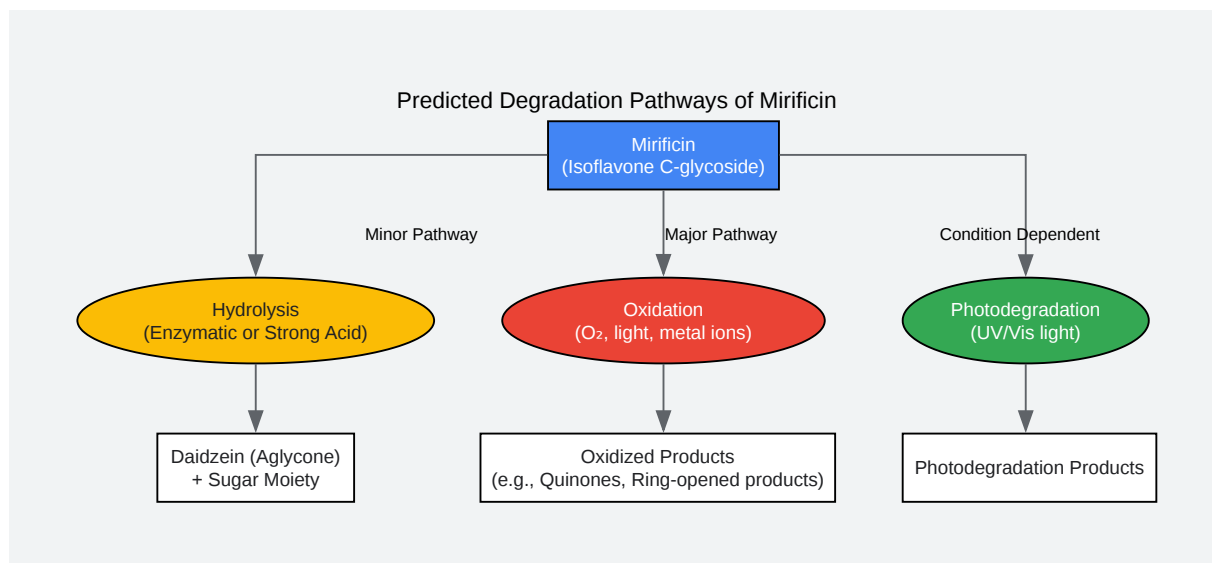 Predicted Degradation Pathways of Mirificin
Mirificin
(Isoflavone C-glycoside)
Minor Pathway
Major Pathway
Condition Dependent
Hydrolysis
(Enzymatic or Strong Acid)
Oxidation
(O₂, light, metal ions)
Photodegradation
(UV/Vis light)
Daidzein (Aglycone)
+ Sugar Moiety
Oxidized Products
(e.g., Quinones, Ring-opened products)
Photodegradation Products